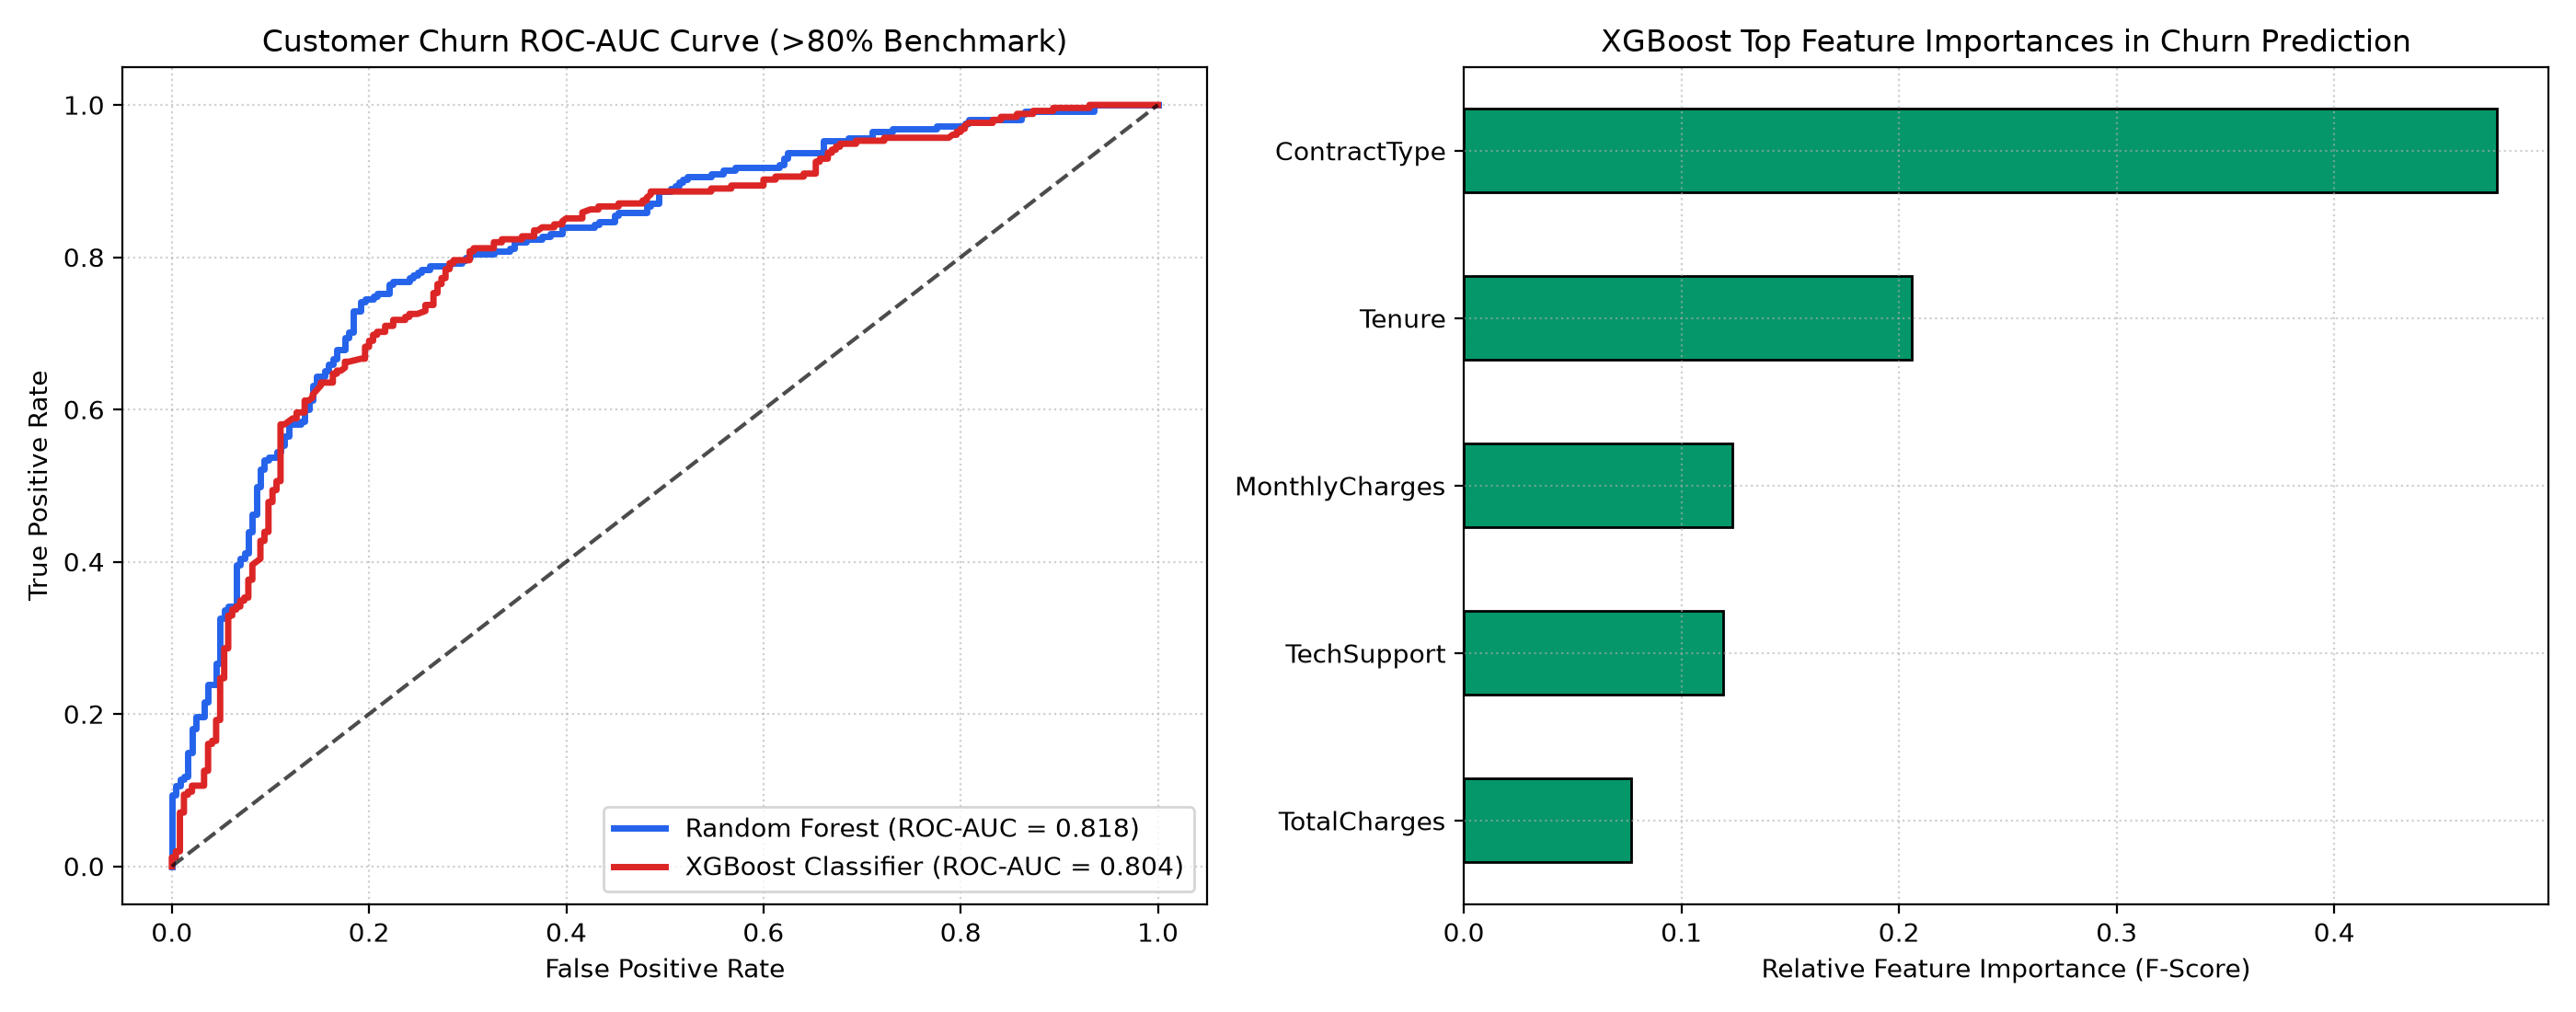 Customer Churn ROC-AUC Curve (>80% Benchmark)
True Positive Rate
1.0
0.8
0.6
0.4
0.2
0.0
Random Forest (ROC-AUC = 0.818)
XGBoost Classifier (ROC-AUC = 0.804)
0.0 0.2 0.4 0.6 0.8 1.0
False Positive Rate
XGBoost Top Feature Importances in Churn Prediction
ContractType
Tenure
MonthlyCharges
TechSupport
TotalCharges
0.0 0.1 0.2 0.3 0.4
Relative Feature Importance (F-Score)